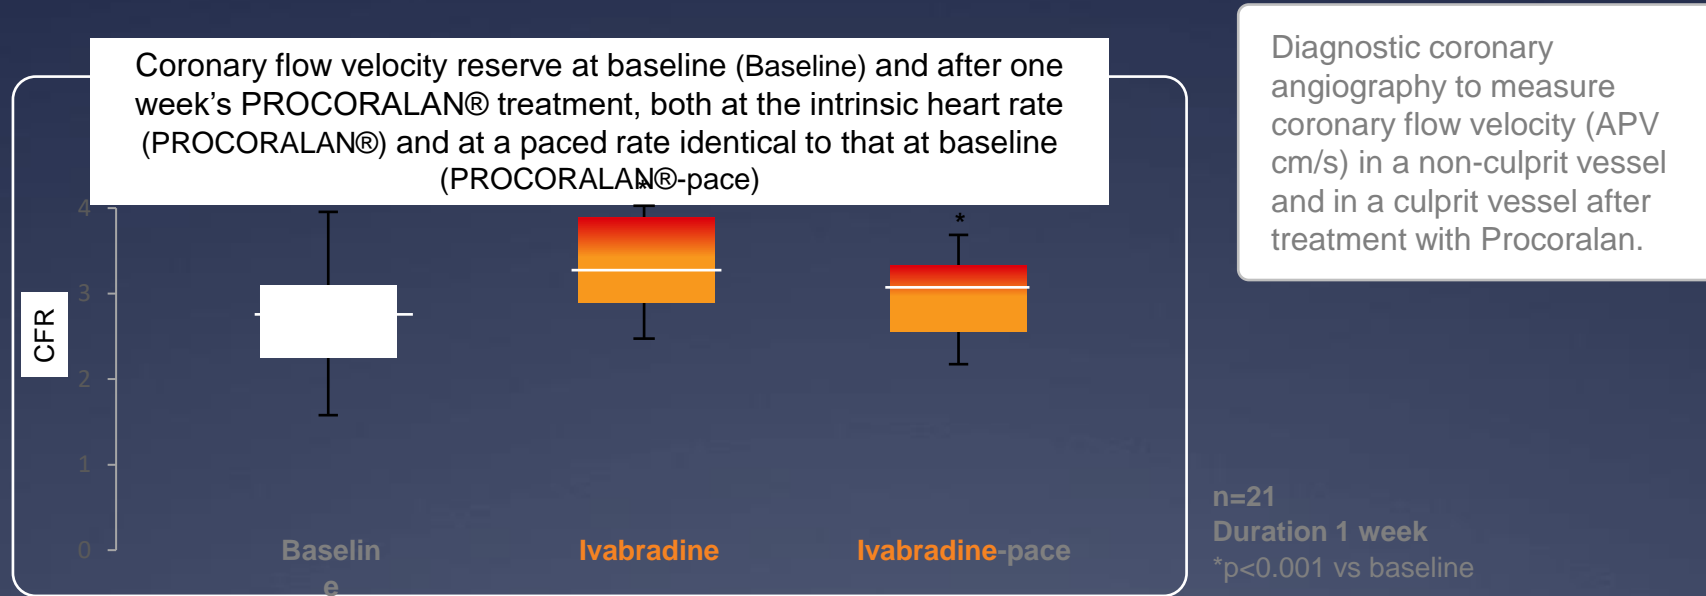 Coronary flow velocity reserve at baseline (Baseline) and after one
week's PROCORALAN® treatment, both at the intrinsic heart rate
(PROCORALAN®) and at a paced rate identical to that at baseline
(PROCORALAN®-pace)
Diagnostic coronary
angiography to measure
coronary flow velocity (APV
cm/s) in a non-culprit vessel
and in a culprit vessel after
treatment with Procoralan.
*
*
CFR
4
3
2
1
0
Baselin
e
Ivabradine
Ivabradine-pace
n=21
Duration 1 week
*p<0.001 vs baseline